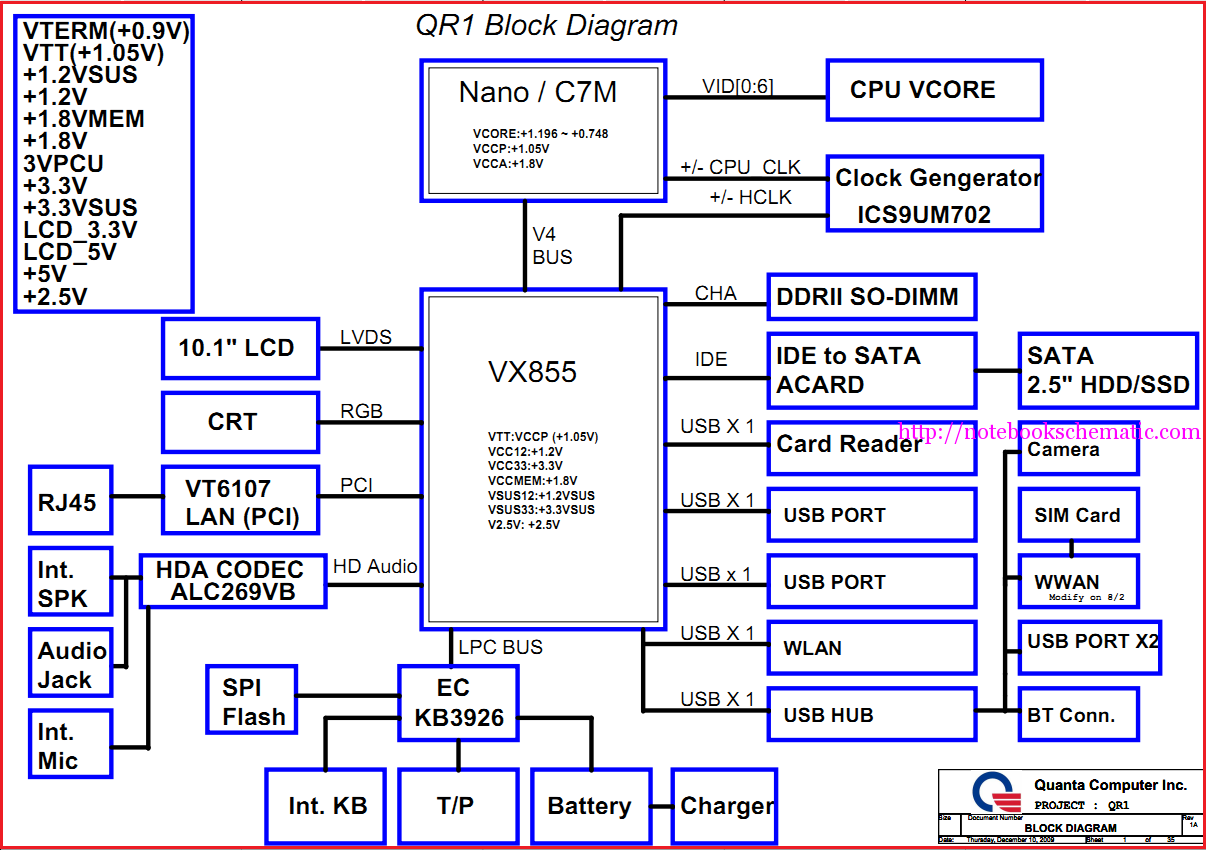 QR1 Block Diagram
VTERM(+0.9V)
VTT(+1.05V)
+1.2VSUS
+1.2V
+1.8VMEM
+1.8V
3VPCU
+3.3V
+3.3VSUS
LCD_3.3V
LCD_5V
+5V
+2.5V
Nano / C7M
VCORE:+1.196 ~ +0.748
VCCP:+1.05V
VCCA:+1.8V
VID[0:6]
CPU VCORE
+/- CPU_CLK
+/- HCLK
Clock Gengerator
ICS9UM702
V4
BUS
VX855
VTT:VCCP (+1.05V)
VCC12:+1.2V
VCC33:+3.3V
VCCMEM:+1.8V
VSUS12:+1.2VSUS
VSUS33:+3.3VSUS
V2.5V: +2.5V
CHA
DDRII SO-DIMM
IDE
IDE to SATA
ACARD
SATA
2.5" HDD/SSD
http://notebookschematic.com
USB X 1
Card Reader
Camera
USB X 1
USB PORT
SIM Card
USB x 1
USB PORT
WWAN
Modify on 8/2
USB X 1
WLAN
USB PORT X2
USB X 1
USB HUB
BT Conn.
10.1" LCD
LVDS
CRT
RGB
RJ45
VT6107
LAN (PCI)
PCI
Int.
SPK
HDA CODEC
ALC269VB
HD Audio
Audio
Jack
Int.
Mic
LPC BUS
SPI
Flash
EC
KB3926
Int. KB
T/P
Battery
Charger
Quanta Computer Inc.
PROJECT : QR1
Size
Document Number
Rev
BLOCK DIAGRAM
1A
Date: Thursday, December 10, 2009 Sheet 1 of 35